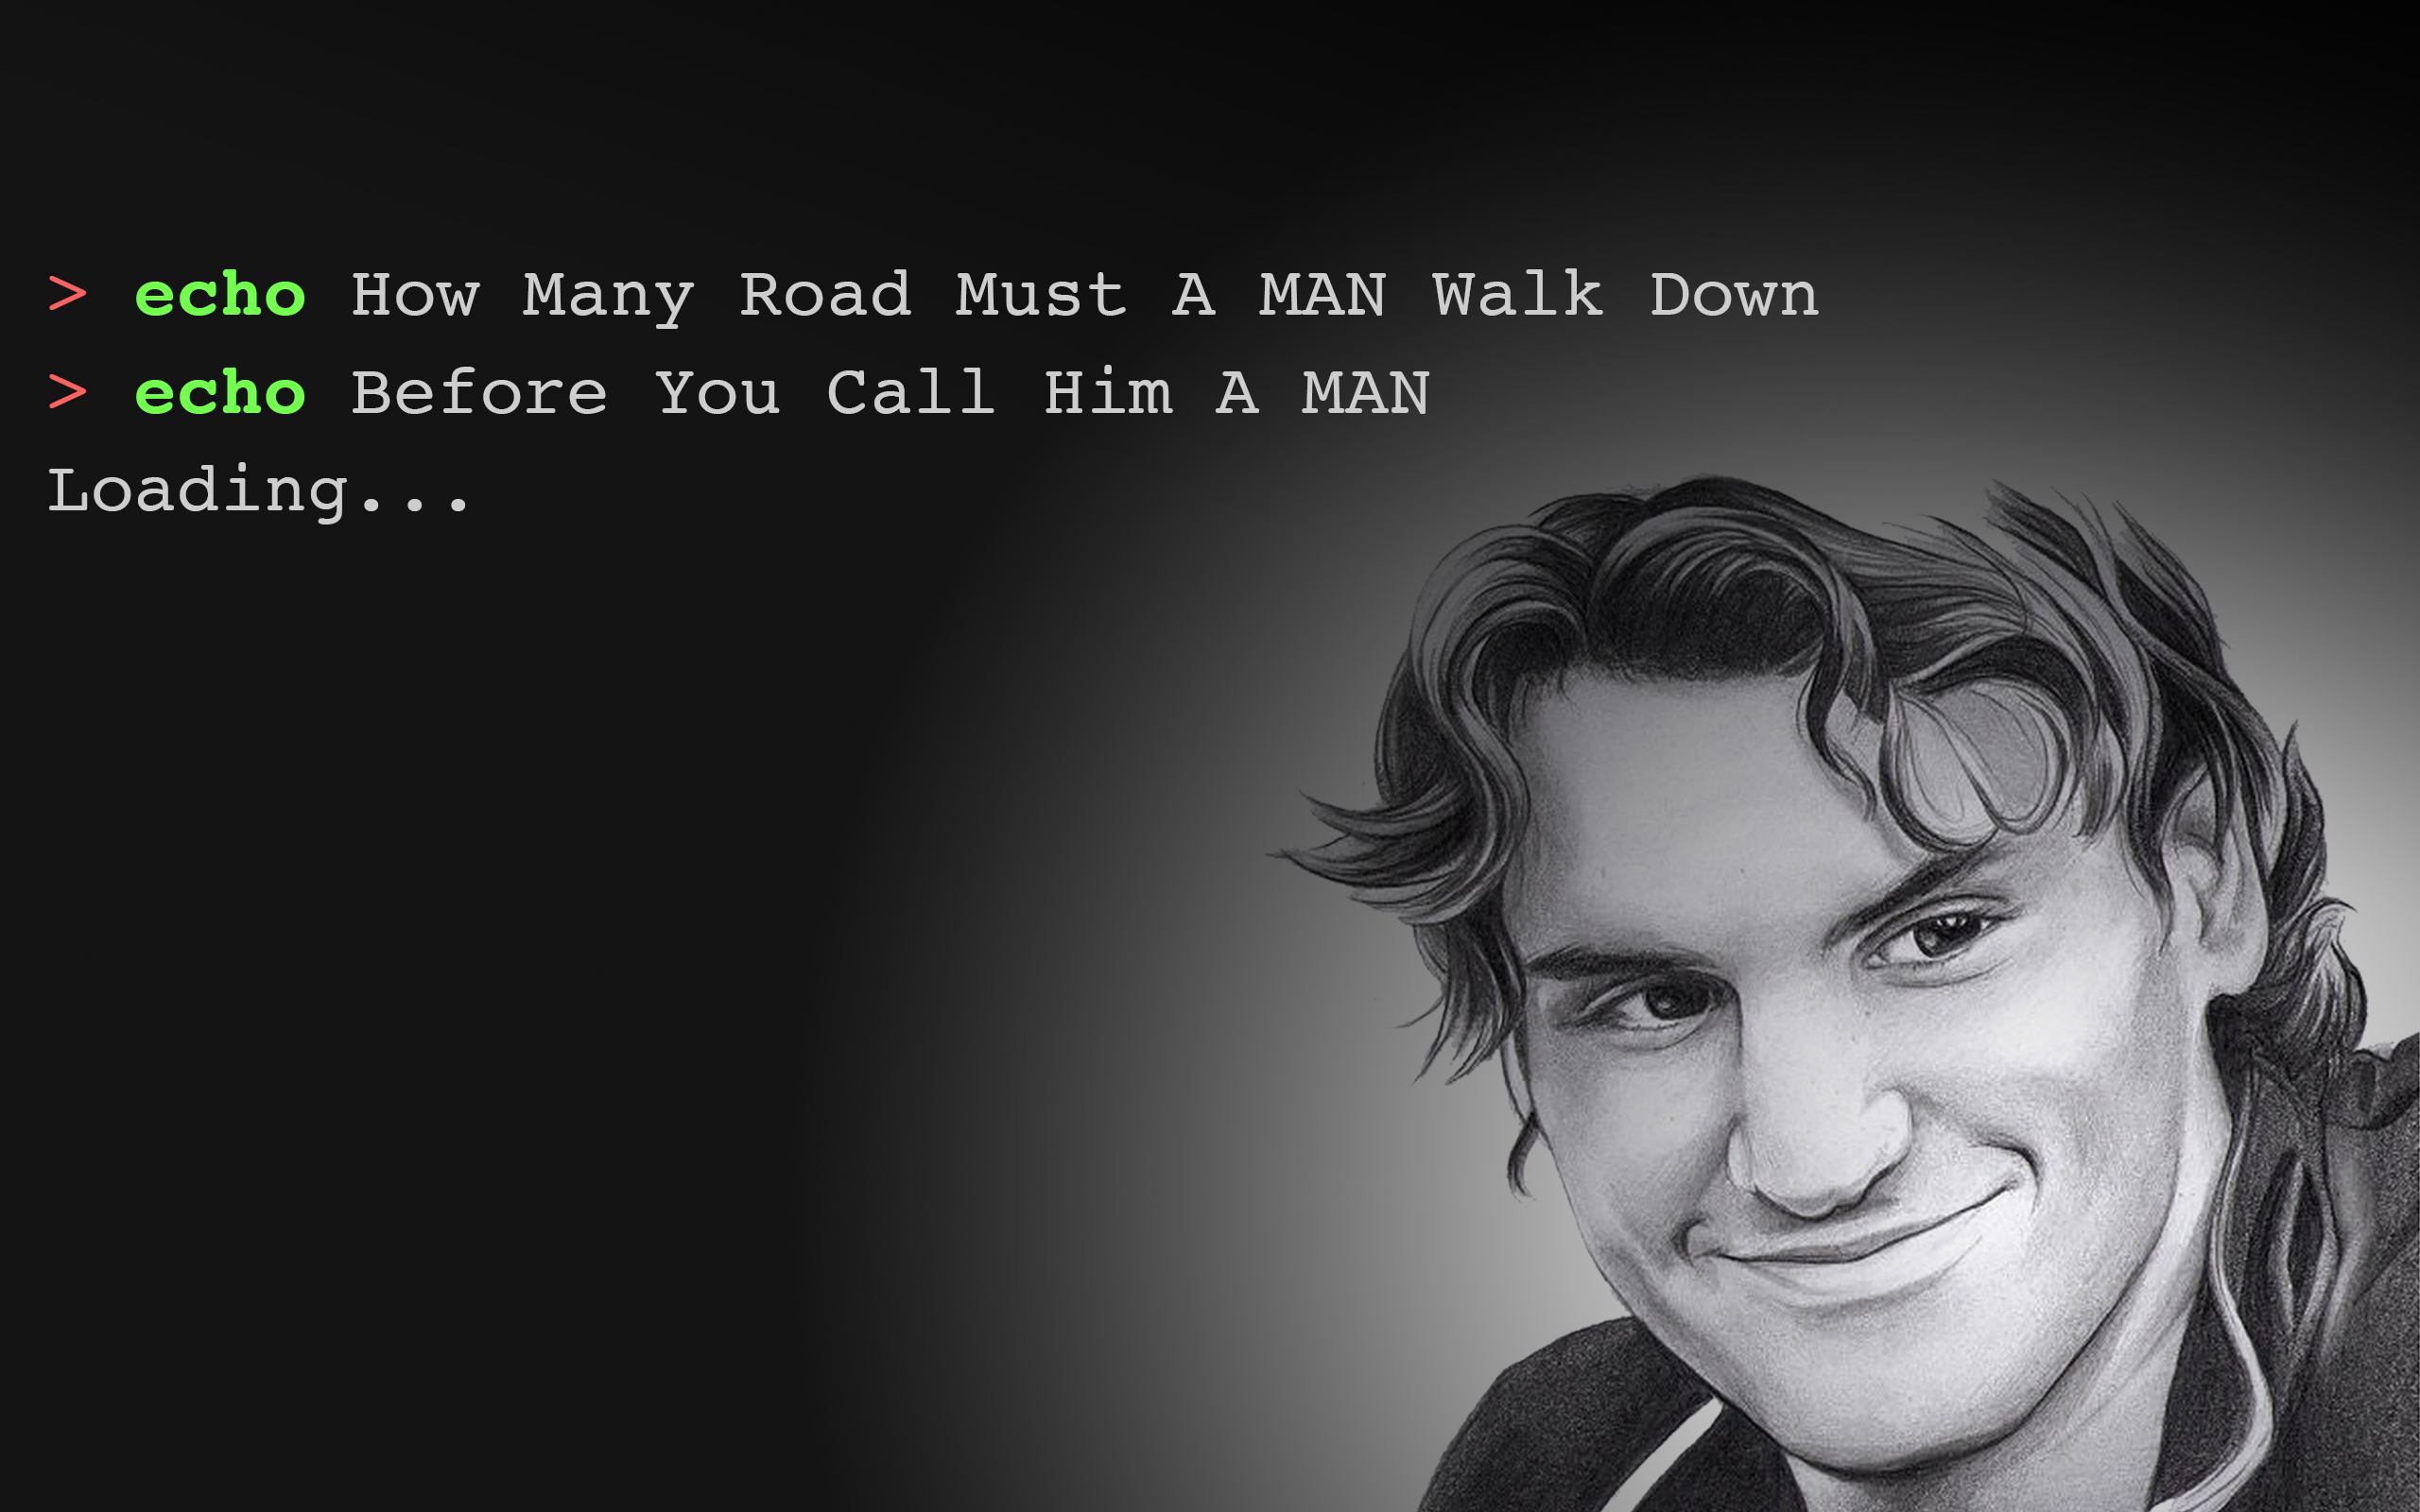 > echo How Many Road Must A MAN Walk Down
> echo Before You Call Him A MAN
Loading...